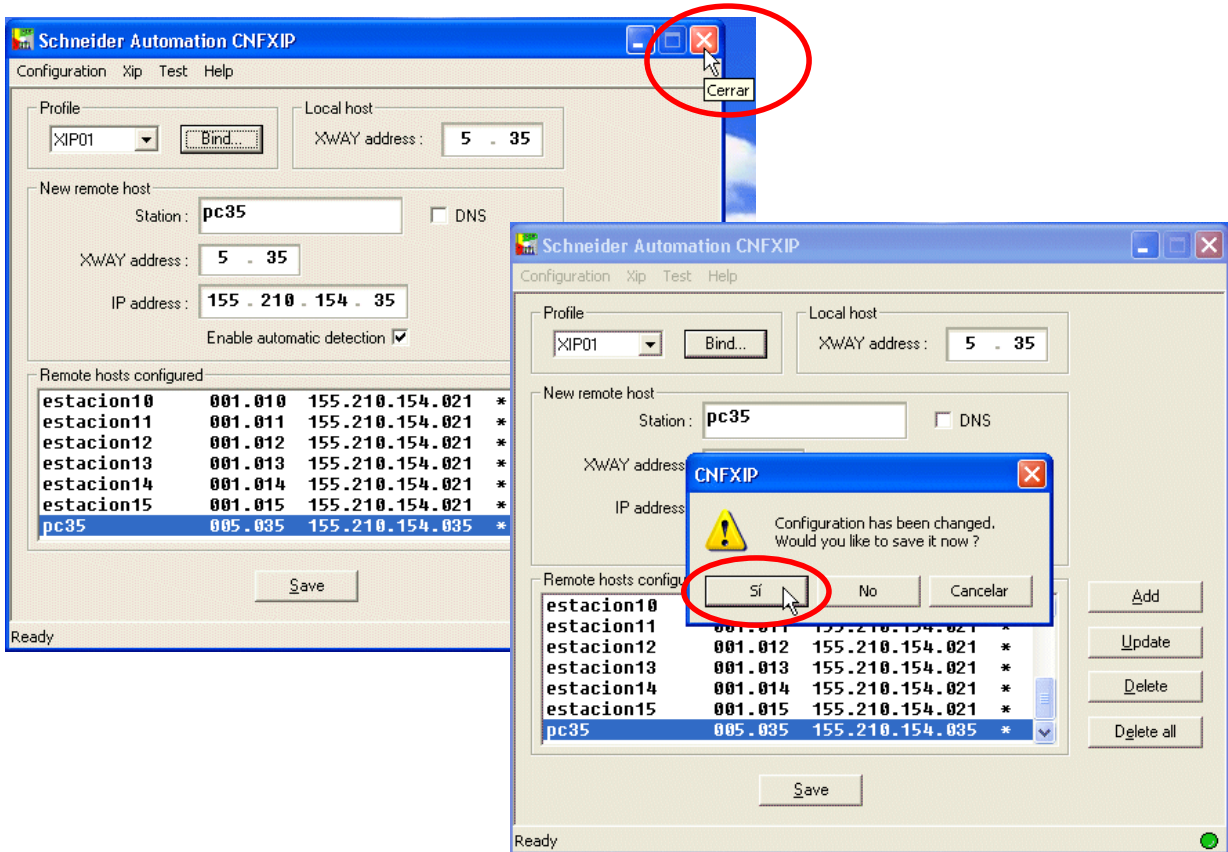 Schneider Automation CNFXIP
Configuration Xip Test Help
Cerrar
Profile
XIP01 Bind...
Local host
XWAY address : 5 . 35
New remote host
Station : pc35 DNS
XWAY address : 5 . 35
IP address : 155 . 210 . 154 . 35
Enable automatic detection
Remote hosts configured
estacion10 001.010 155.210.154.021 *
estacion11 001.011 155.210.154.021 *
estacion12 001.012 155.210.154.021 *
estacion13 001.013 155.210.154.021 *
estacion14 001.014 155.210.154.021 *
estacion15 001.015 155.210.154.021 *
pc35 005.035 155.210.154.035 *
Save
Ready
Schneider Automation CNFXIP
Configuration Xip Test Help
Profile
XIP01 Bind...
Local host
XWAY address : 5 . 35
New remote host
Station : pc35 DNS
XWAY address
IP address
CNFXIP
Configuration has been changed.
Would you like to save it now ?
Sí No Cancelar
Remote hosts
estacion10
estacion11 001.011 155.210.154.021 *
estacion12 001.012 155.210.154.021 *
estacion13 001.013 155.210.154.021 *
estacion14 001.014 155.210.154.021 *
estacion15 001.015 155.210.154.021 *
pc35 005.035 155.210.154.035 *
Add
Update
Delete
Delete all
Save
Ready